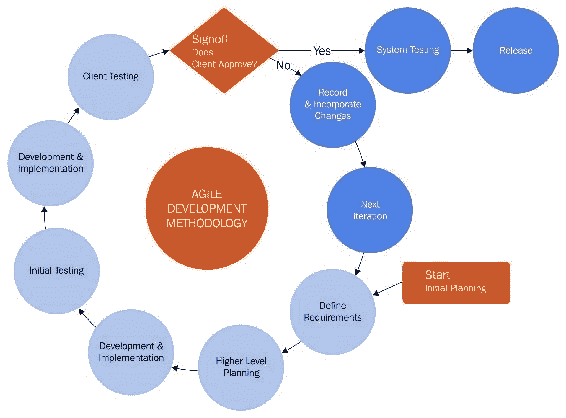 Signoff
Does
Client Approve?
Yes
System Testing
Release
No
Client Testing
Record
& Incorporate
Changes
Development &
Implementation
AGILE
DEVELOPMENT
METHODOLOGY
Next
Iteration
Initial Testing
Start
Initial Planning
Define
Requirements
Development &
Implementation
Higher Level
Planning